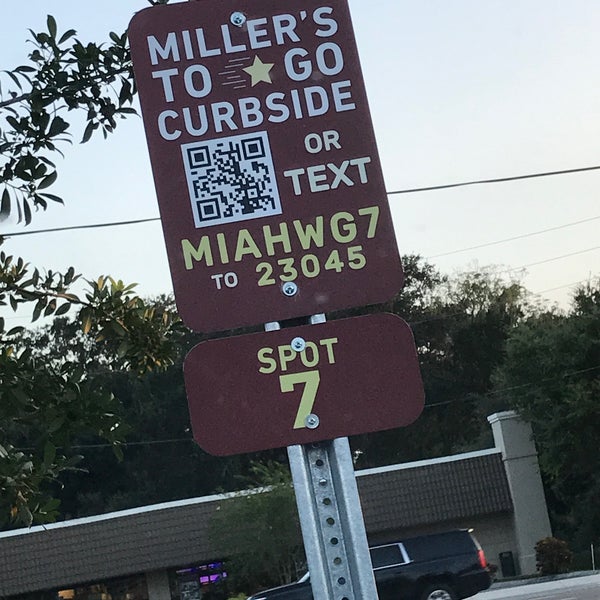 MILLER'S
TO GO
CURBSIDE
OR
TEXT
MIAHWG7
TO 23045
SPOT
7